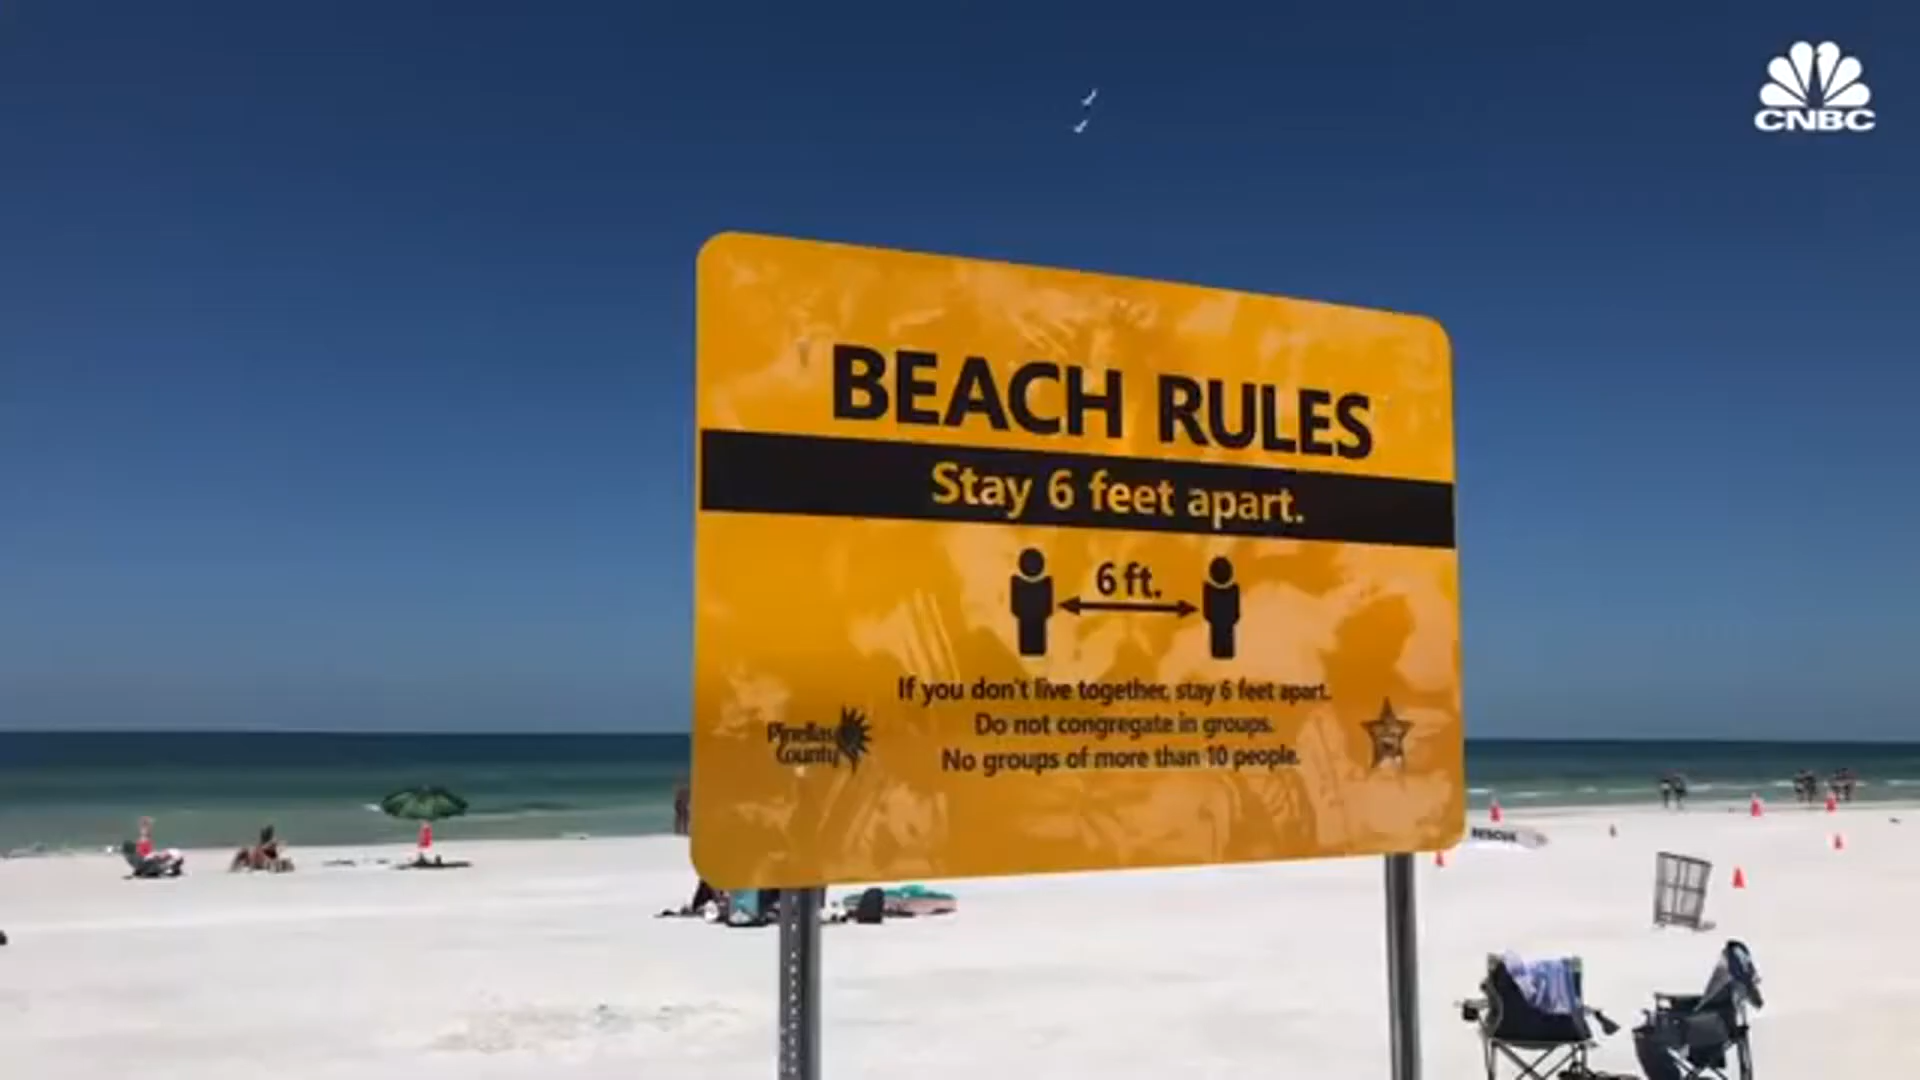 CNBC
BEACH RULES
Stay 6 feet apart.
6 ft.
If you don't live together, stay 6 feet apart.
Do not congregate in groups.
No groups of more than 10 people.
Pinellas
County
RESCUE